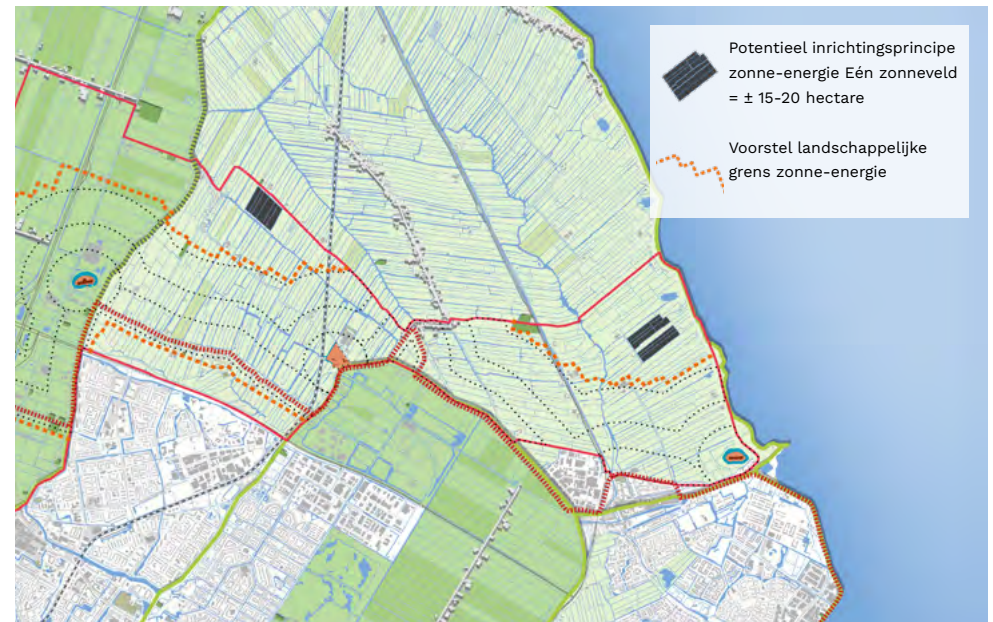 Potentieel inrichtingsprincipe
zonne-energie Eén zonneveld
= ± 15-20 hectare
Voorstel landschappelijke
grens zonne-energie